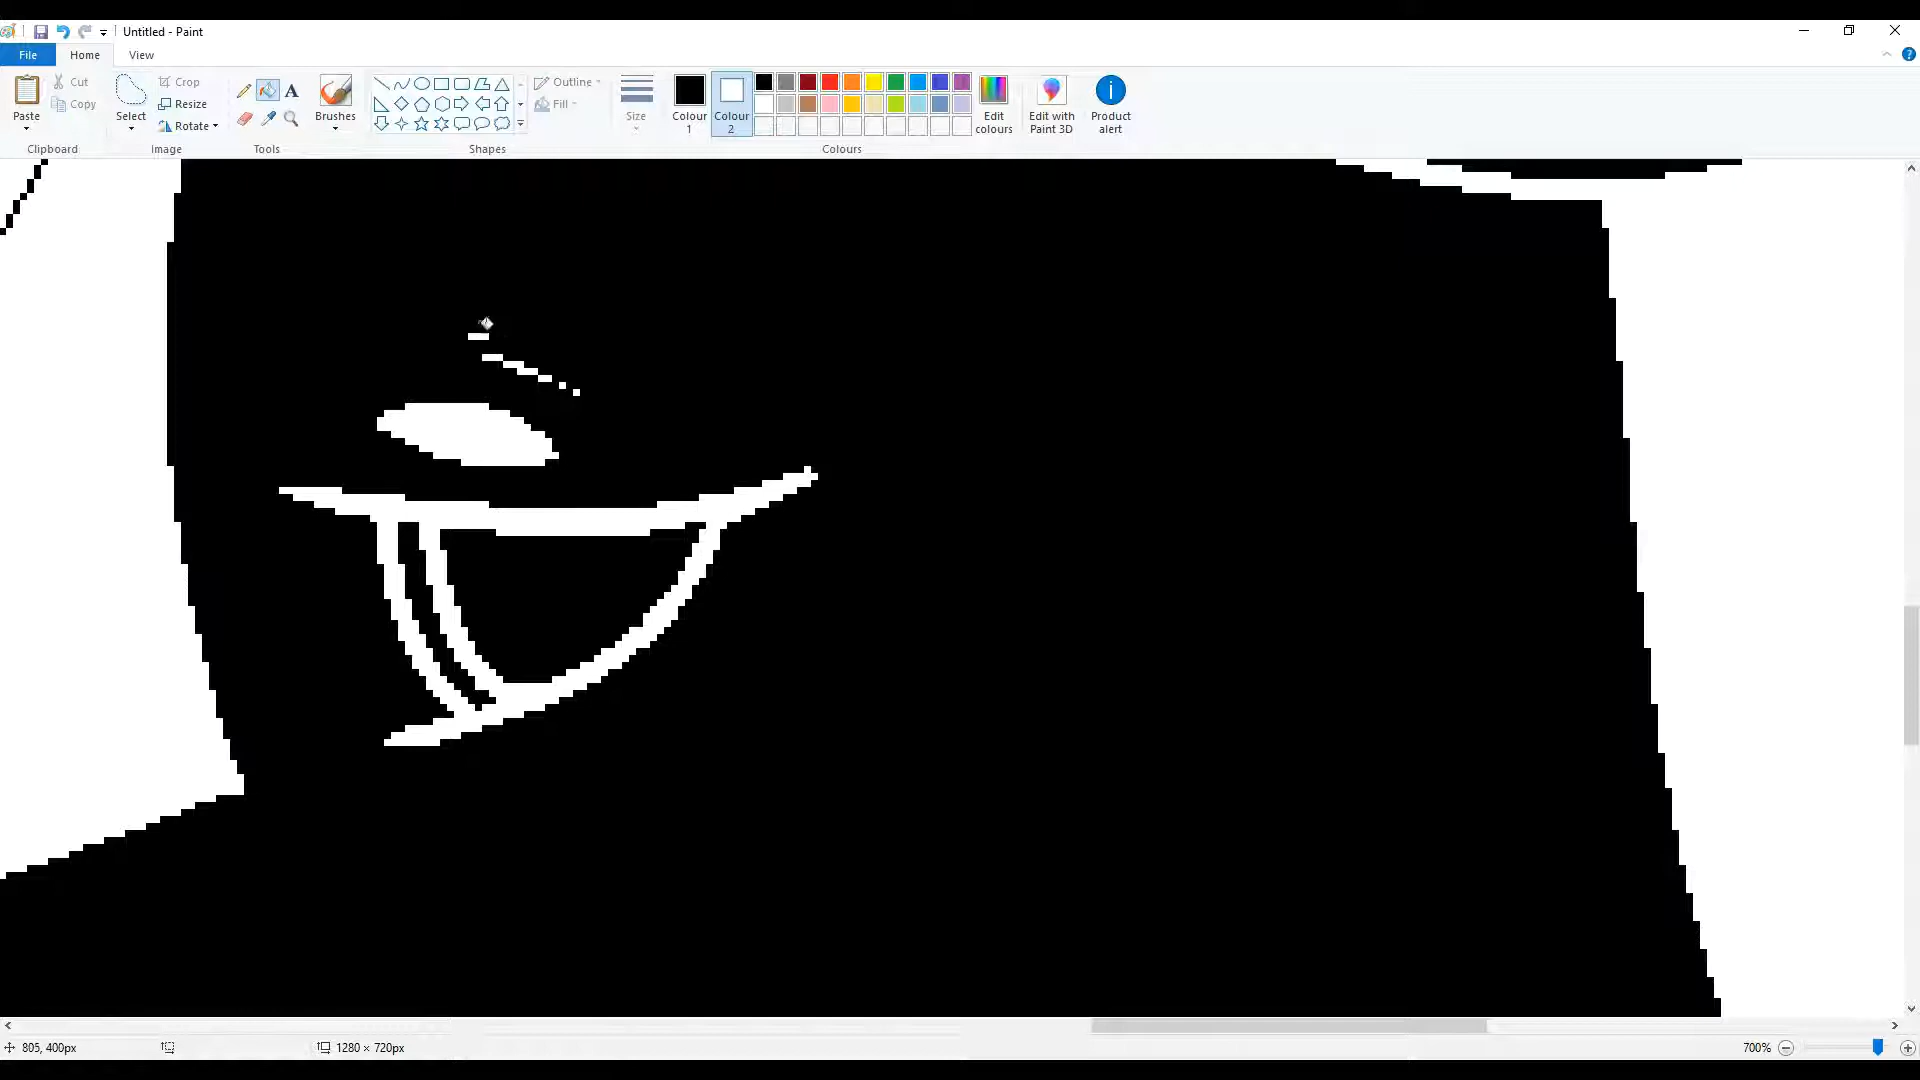 Untitled - Paint
File Home View
Paste
Cut
Copy
Clipboard
Select
Crop
Resize
Rotate
Image
A
Tools
Brushes
Shapes
Outline
Fill
Size
Colour 1
Colour 2
Edit colours
Colours
Edit with Paint 3D
Product alert
805, 400px
1280 × 720px
700%